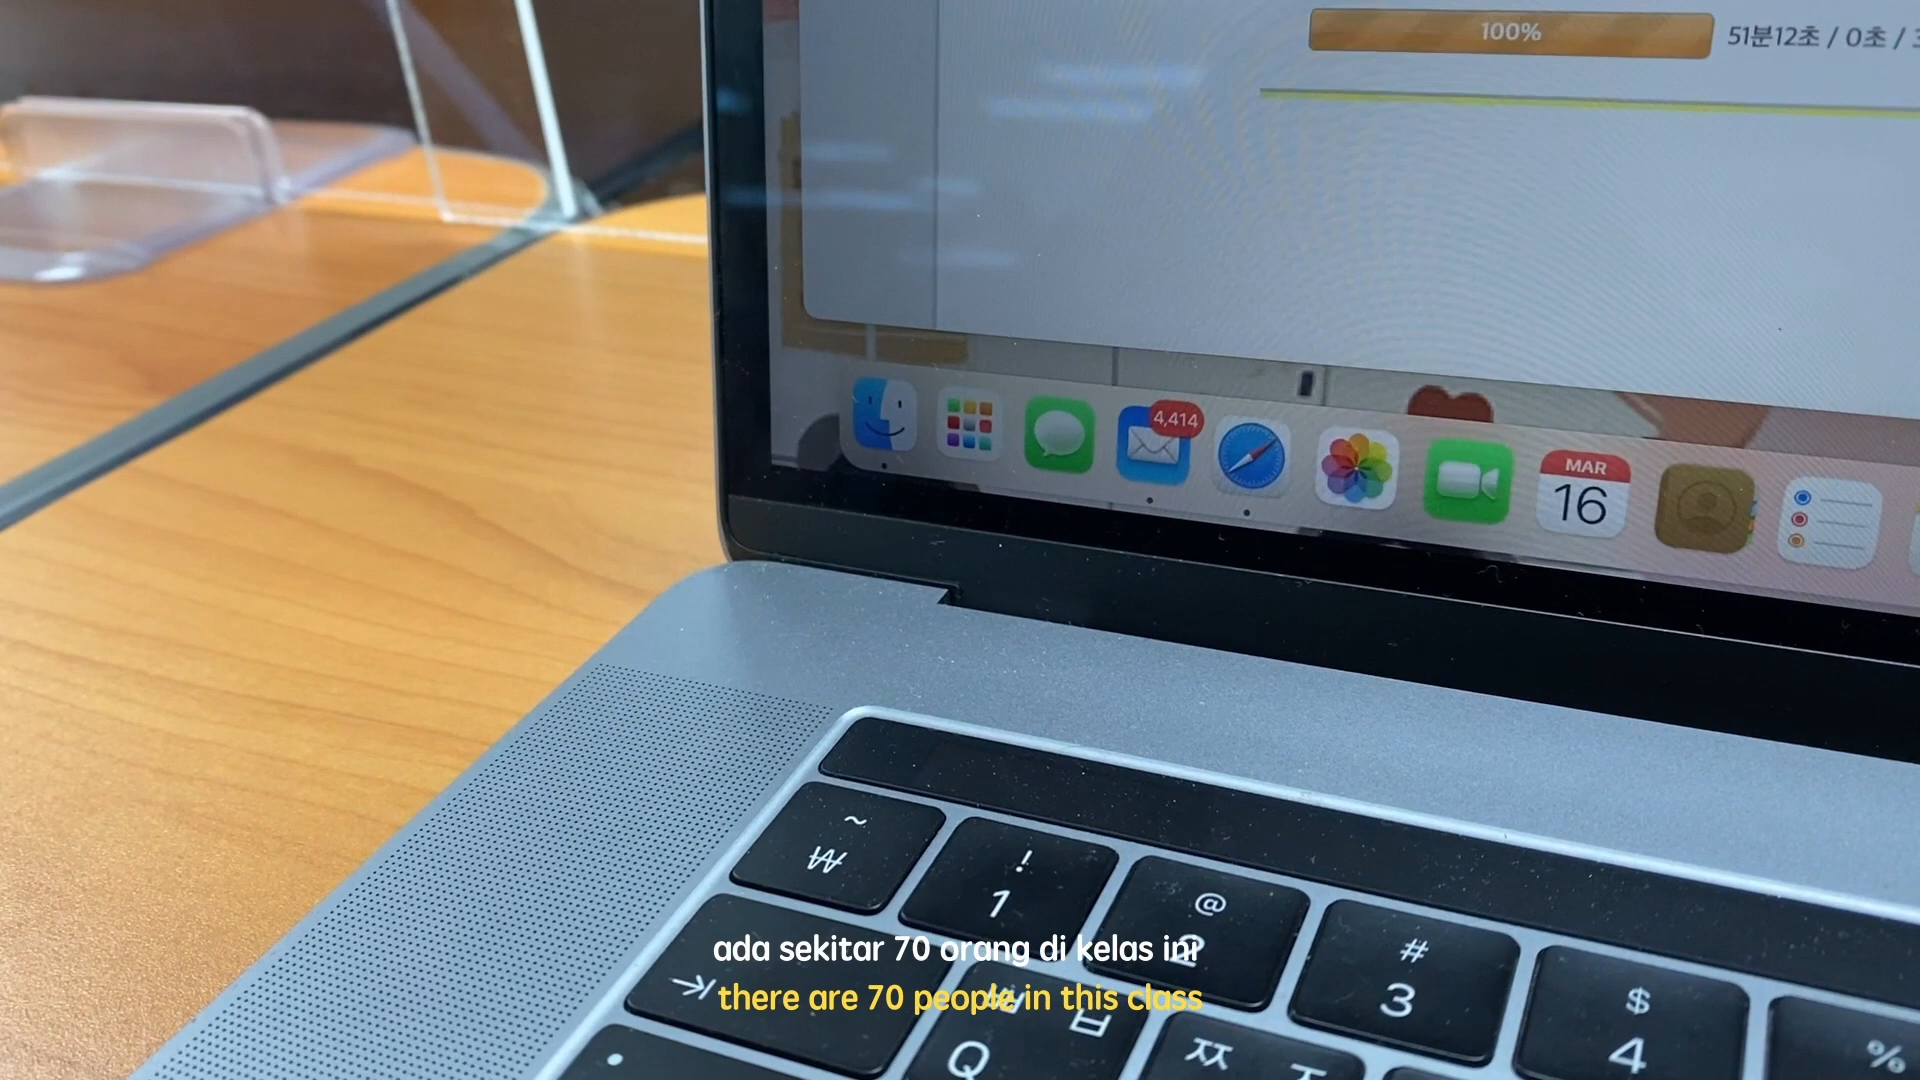 100% 51분12초 / 0초 /
4,414
MAR
16
~
₩
!
1
@
2
#
3
$
4
%
ada sekitar 70 orang di kelas ini
there are 70 people in this class
Q
ㅂ
ㅉ